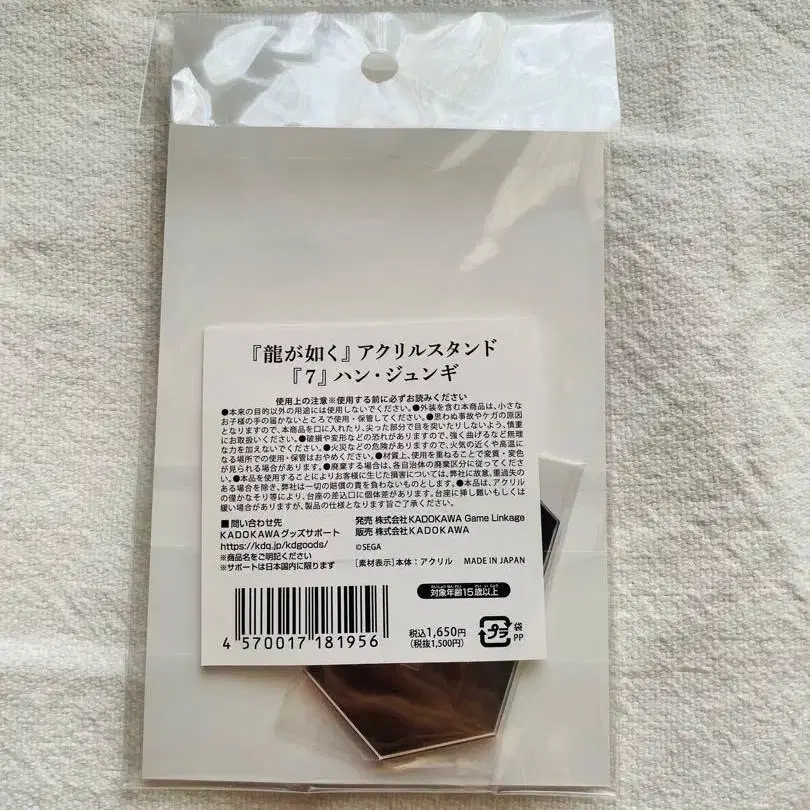 『龍が如く』アクリルスタンド
『7』ハン・ジュンギ
使用上の注意※使用する前に必ずお読みください
●本来の目的以外の用途には使用しないでください。●外装を含む本商品は、小さな
お子様の手の届かないところで使用・保管してください。●思わぬ事故やケガの原因
となりますので、本商品を口に入れたり、尖った部分で目を突いたりしないよう、慎重
にお取扱いください。●破損や変形などの恐れがありますので、強く曲げるなど無理
な力を加えないでください。●火災などの危険がありますので、火気の近くや高温に
なる場所での使用・保管はおやめください。●材質上、使用を重ねることで変質・変色
が見られる場合があります。●廃棄する場合は、各自治体の廃棄区分に従ってくださ
い。●本品を使用することによりお客様に生じた損害については、弊社に故意、重過失の
ある場合を除き、弊社は一切の賠償の責を負わないものとします。●本品は、アクリル
の僅かなそり等により、台座の差込口に個体差があります。台座に挿し難いもしくは
緩い場合がありますが、製品の仕様となります旨ご了承ください。
■問い合わせ先
KADOKAWAグッズサポート
https://kdq.jp/kdgoods/
※商品名をご明記ください
※サポートは日本国内に限ります
発売 株式会社KADOKAWA Game Linkage
販売 株式会社KADOKAWA
©SEGA
[素材表示]本体：アクリル MADE IN JAPAN
対象年齢15歳以上
4 570017 181956
税込1,650円
(税抜1,500円)
プラ
袋
PP